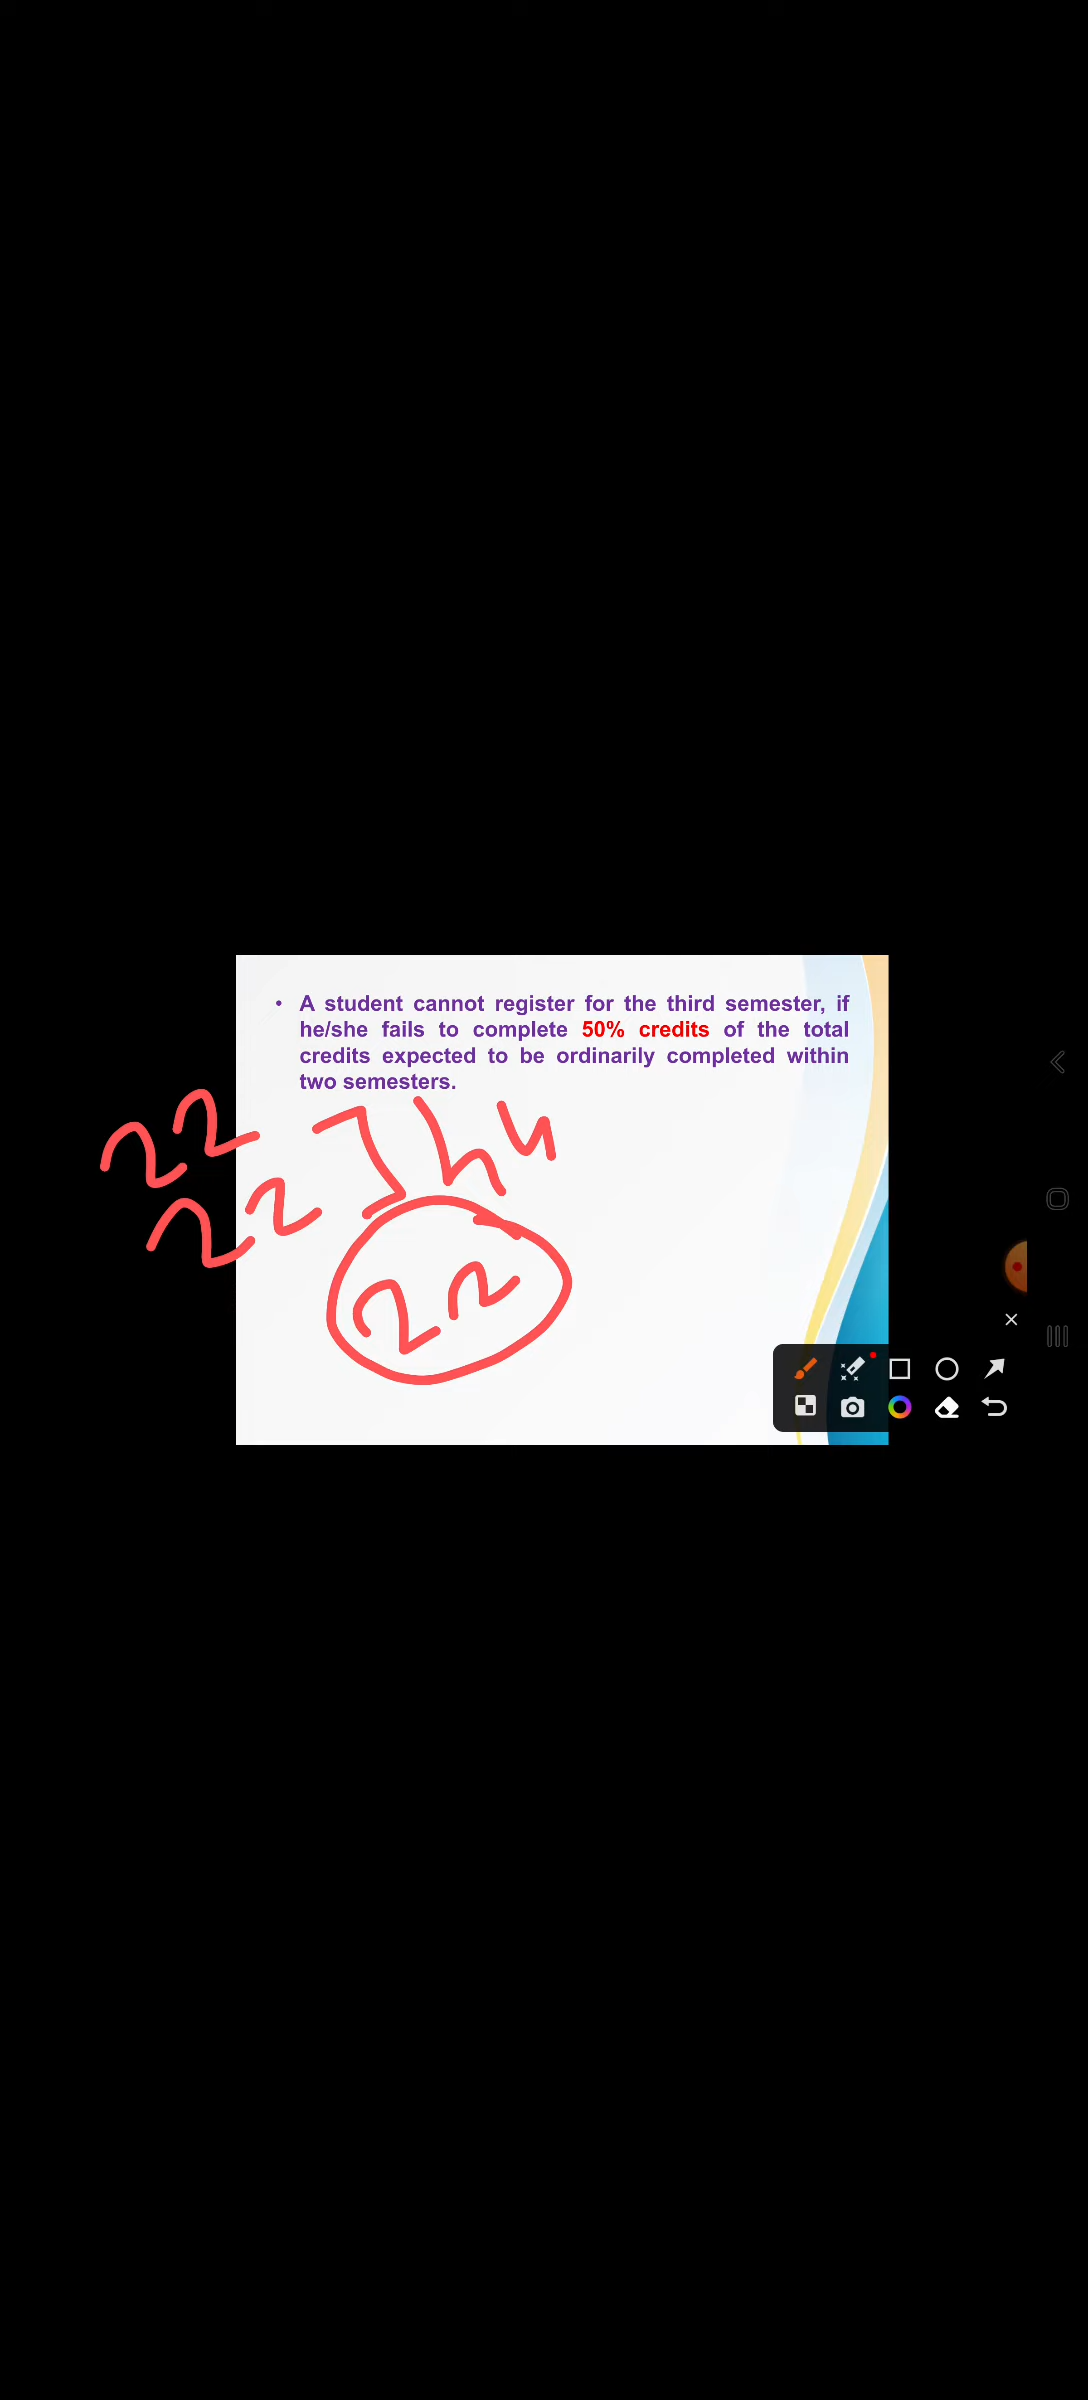 • A student cannot register for the third semester, if
he/she fails to complete 50% credits of the total
credits expected to be ordinarily completed within
two semesters.
22
22
44
22